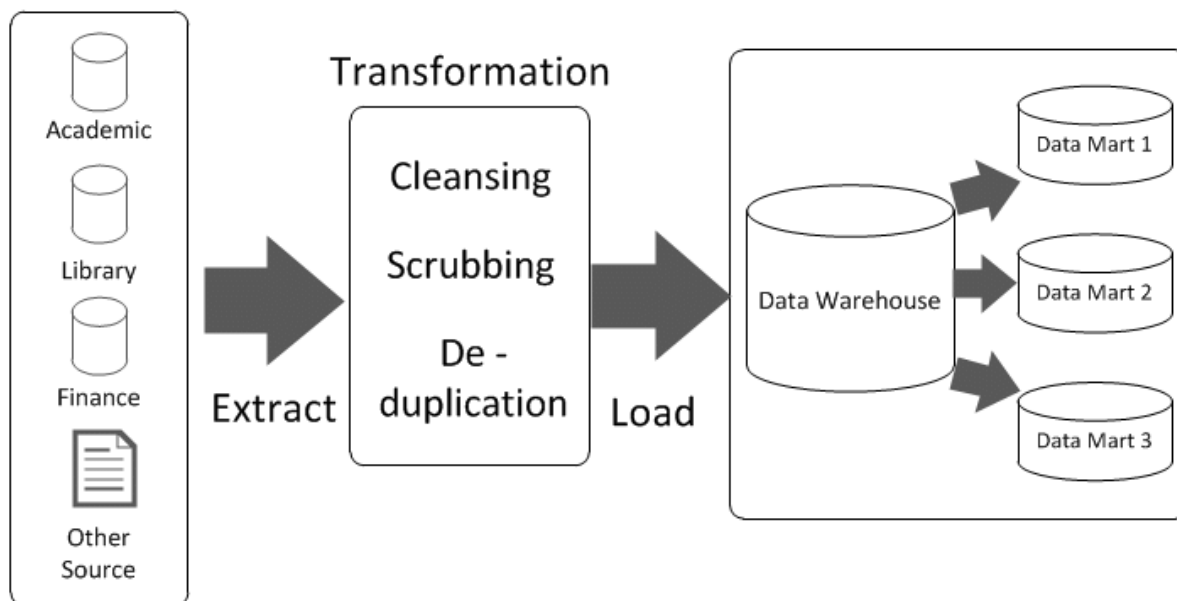 Academic
Library
Finance
Other
Source
Extract
Transformation
Cleansing
Scrubbing
De -
duplication
Load
Data Warehouse
Data Mart 1
Data Mart 2
Data Mart 3